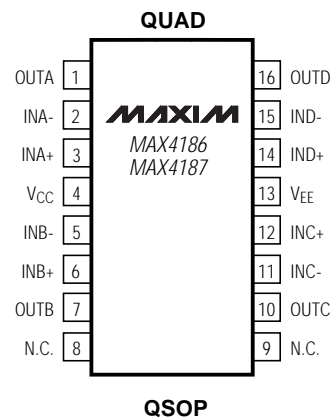 QUAD
OUTA 1 16 OUTD
INA- 2 MAXIM 15 IND-
INA+ 3 MAX4186 14 IND+
MAX4187
VCC 4 13 VEE
INB- 5 12 INC+
INB+ 6 11 INC-
OUTB 7 10 OUTC
N.C. 8 9 N.C.
QSOP